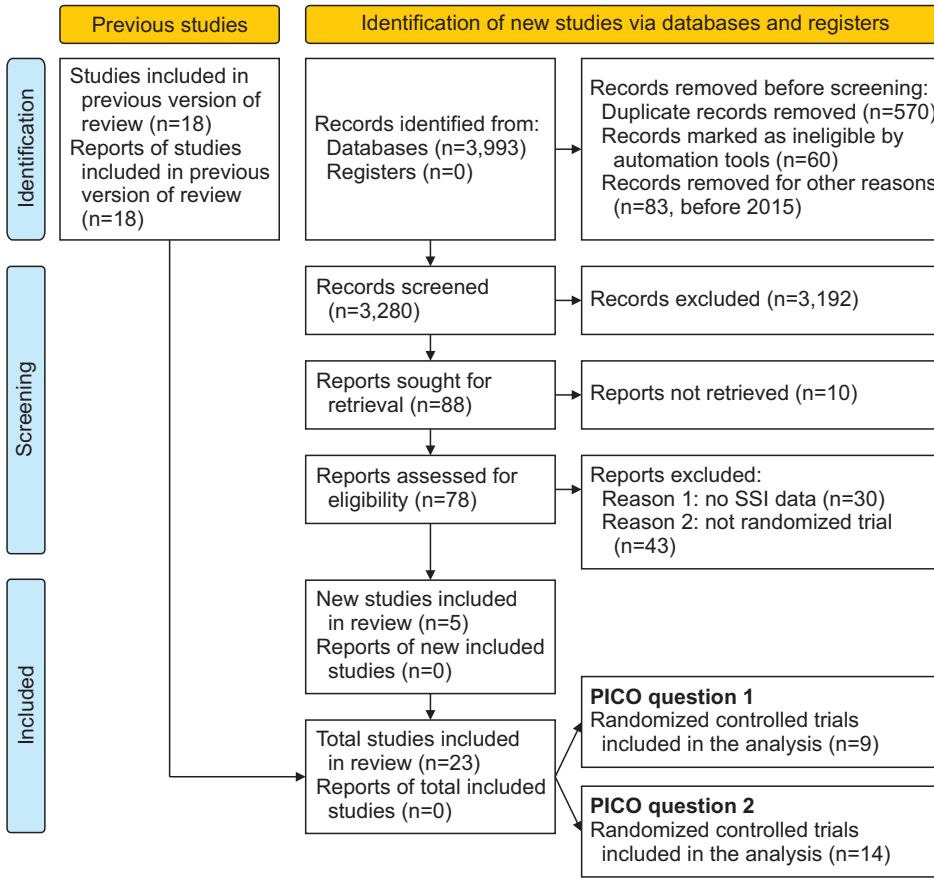 Previous studies
Identification of new studies via databases and registers
Identification
Studies included in
previous version of
review (n=18)
Reports of studies
included in previous
version of review
(n=18)
Records identified from:
Databases (n=3,993)
Registers (n=0)
Records removed before screening:
Duplicate records removed (n=570)
Records marked as ineligible by
automation tools (n=60)
Records removed for other reasons
(n=83, before 2015)
Screening
Records screened
(n=3,280)
Records excluded (n=3,192)
Reports sought for
retrieval (n=88)
Reports not retrieved (n=10)
Reports assessed for
eligibility (n=78)
Reports excluded:
Reason 1: no SSI data (n=30)
Reason 2: not randomized trial
(n=43)
Included
New studies included
in review (n=5)
Reports of new included
studies (n=0)
Total studies included
in review (n=23)
Reports of total included
studies (n=0)
PICO question 1
Randomized controlled trials
included in the analysis (n=9)
PICO question 2
Randomized controlled trials
included in the analysis (n=14)